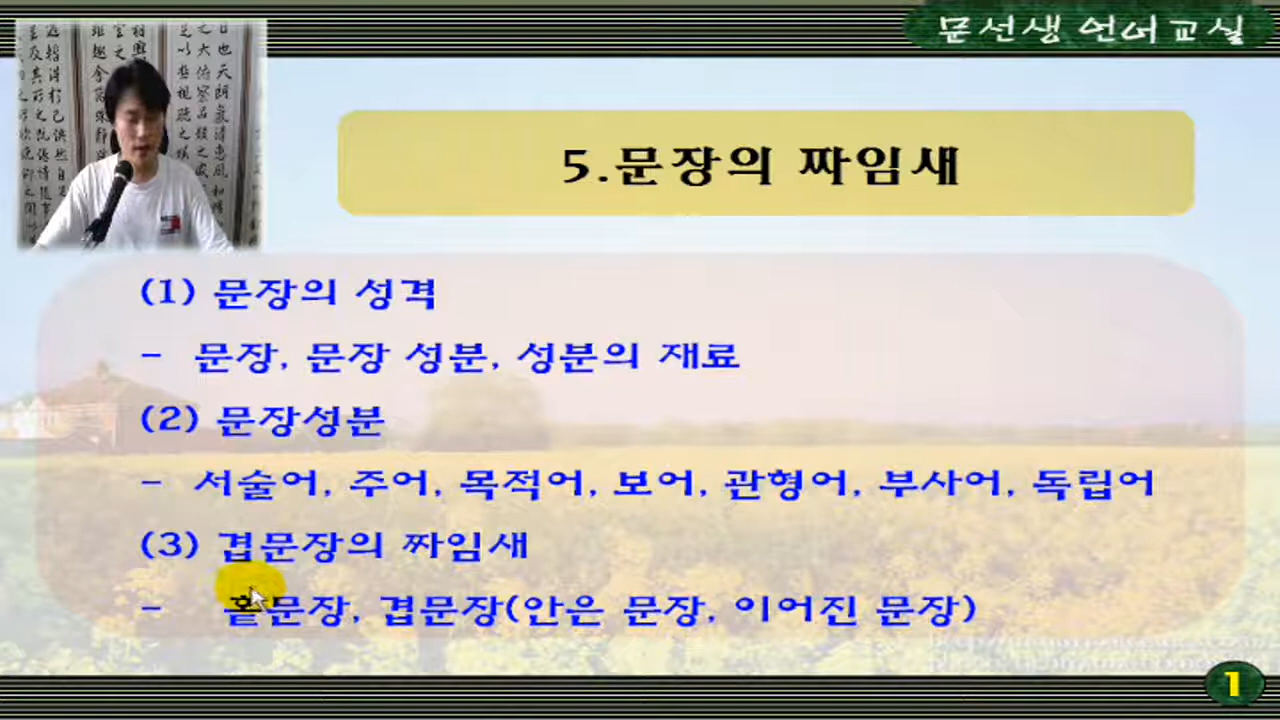 문선생 언어교실
5.문장의 짜임새
(1) 문장의 성격
- 문장, 문장 성분, 성분의 재료
(2) 문장성분
- 서술어, 주어, 목적어, 보어, 관형어, 부사어, 독립어
(3) 겹문장의 짜임새
- 홑문장, 겹문장(안은 문장, 이어진 문장)
1